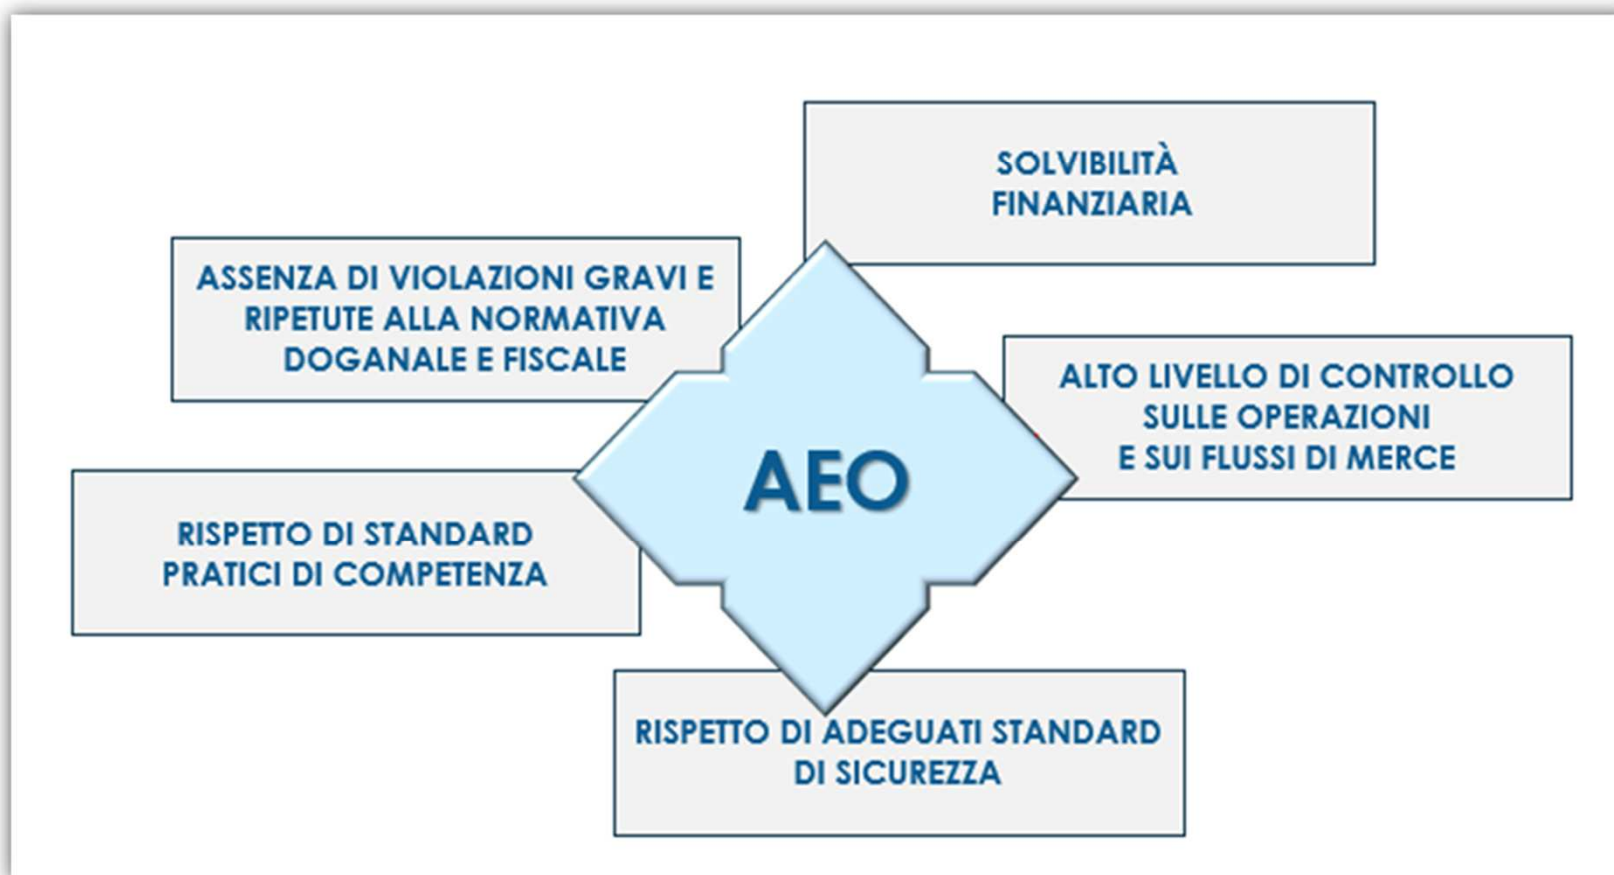 SOLVIBILITÀ
FINANZIARIA
ASSENZA DI VIOLAZIONI GRAVI E
RIPETUTE ALLA NORMATIVA
DOGANALE E FISCALE
ALTO LIVELLO DI CONTROLLO
SULLE OPERAZIONI
E SUI FLUSSI DI MERCE
AEO
RISPETTO DI STANDARD
PRATICI DI COMPETENZA
RISPETTO DI ADEGUATI STANDARD
DI SICUREZZA